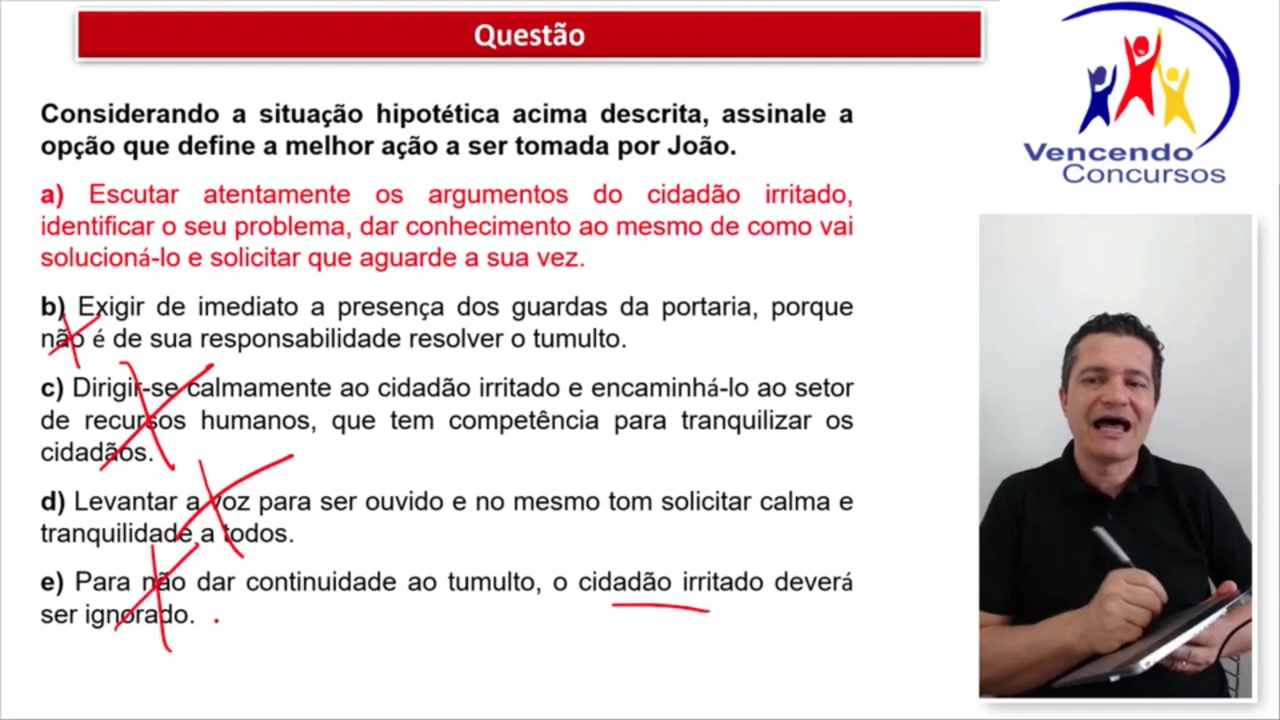 Questão
Vencendo
Concursos
Considerando a situação hipotética acima descrita, assinale a
opção que define a melhor ação a ser tomada por João.
a) Escutar atentamente os argumentos do cidadão irritado,
identificar o seu problema, dar conhecimento ao mesmo de como vai
solucioná-lo e solicitar que aguarde a sua vez.
b) Exigir de imediato a presença dos guardas da portaria, porque
não é de sua responsabilidade resolver o tumulto.
c) Dirigir-se calmamente ao cidadão irritado e encaminhá-lo ao setor
de recursos humanos, que tem competência para tranquilizar os
cidadãos.
d) Levantar a voz para ser ouvido e no mesmo tom solicitar calma e
tranquilidade a todos.
e) Para não dar continuidade ao tumulto, o cidadão irritado deverá
ser ignorado.